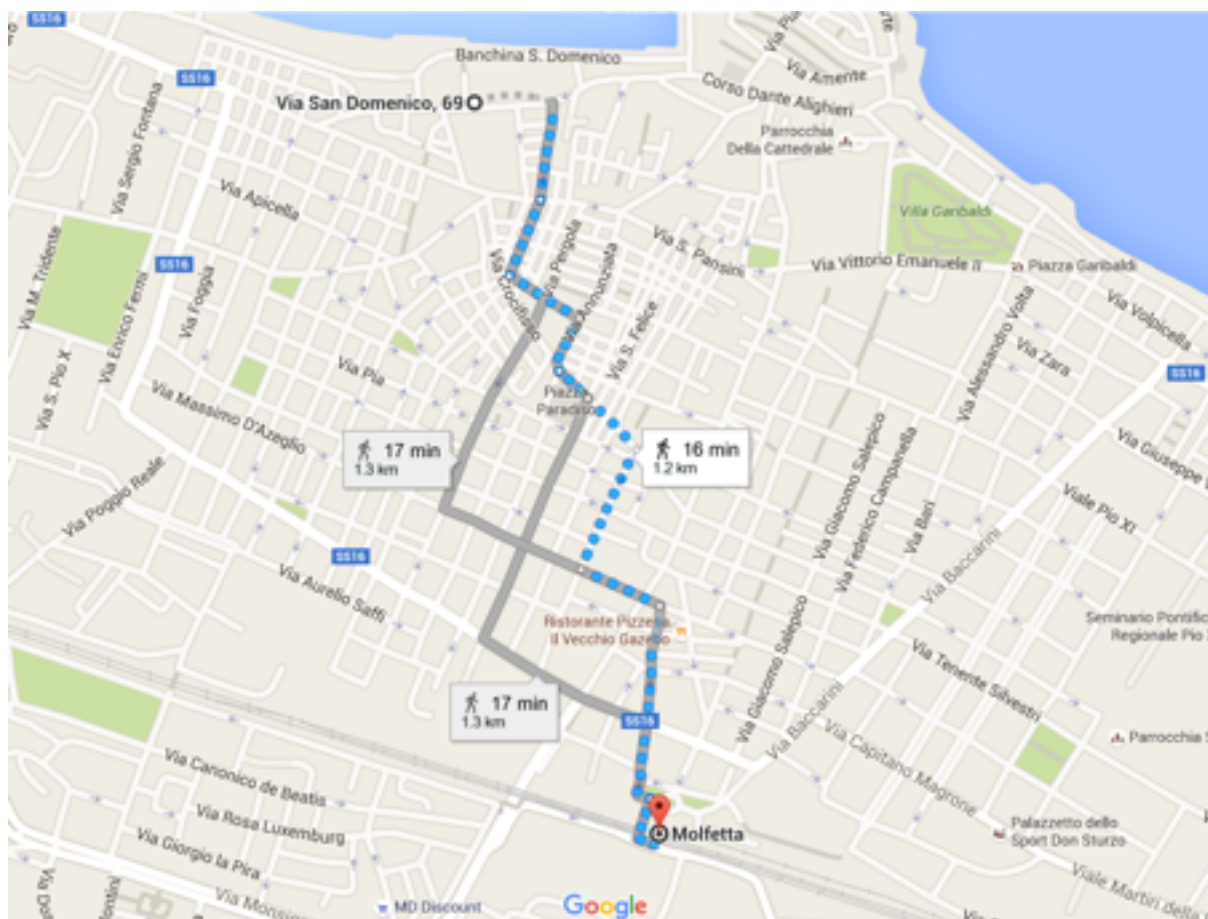 Banchina S. Domenico
Via Amente
SS16
Via San Domenico, 69
Corso Dante Alighieri
Parrocchia
Della Cattedrale
Via Sergio Fontana
Via Apicella
Villa Garibaldi
Via S. Pansini
Via Vittorio Emanuele II
Piazza Garibaldi
Via M. Tridente
SS16
Via Fogga
Via Enrico Fermi
Via Pergola
Via Crocifisso
Via Annunziata
Via S. Felice
Via Alessandro Volta
Via Volpicella
Via Zara
SS16
Via S. Pio X
Via Pia
Piazza
Paradiso
Via Massimo D'Azeglio
17 min
1.3 km
16 min
1.2 km
Via Giacomo Salepico
Via Federico Campanella
Via Bari
Via Giuseppe
Viale Pio XI
Via Poggio Reale
SS16
Via Aurelio Saffi
Via Baccarini
Ristorante Pizzeria
Il Vecchio Gazebo
Seminario Pontific
Regionale Pio
Via Giacomo Salepico
Via Tenente Silvestri
17 min
1.3 km
SS16
Via Baccarini
Via Capitano Magrone
Parrocchia S
Via Canonico de Beatis
Via Rosa Luxemburg
Molfetta
Palazzetto dello
Sport Don Sturzo
Via Giorgio la Pira
Viale Martiri della
Via Monsig
MD Discount
Google